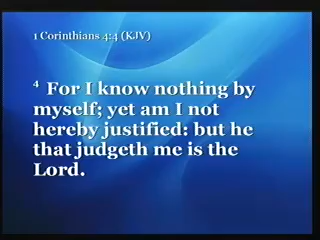 1 Corinthians 4:4 (KJV)
4 For I know nothing by
myself; yet am I not
hereby justified: but he
that judgeth me is the
Lord.